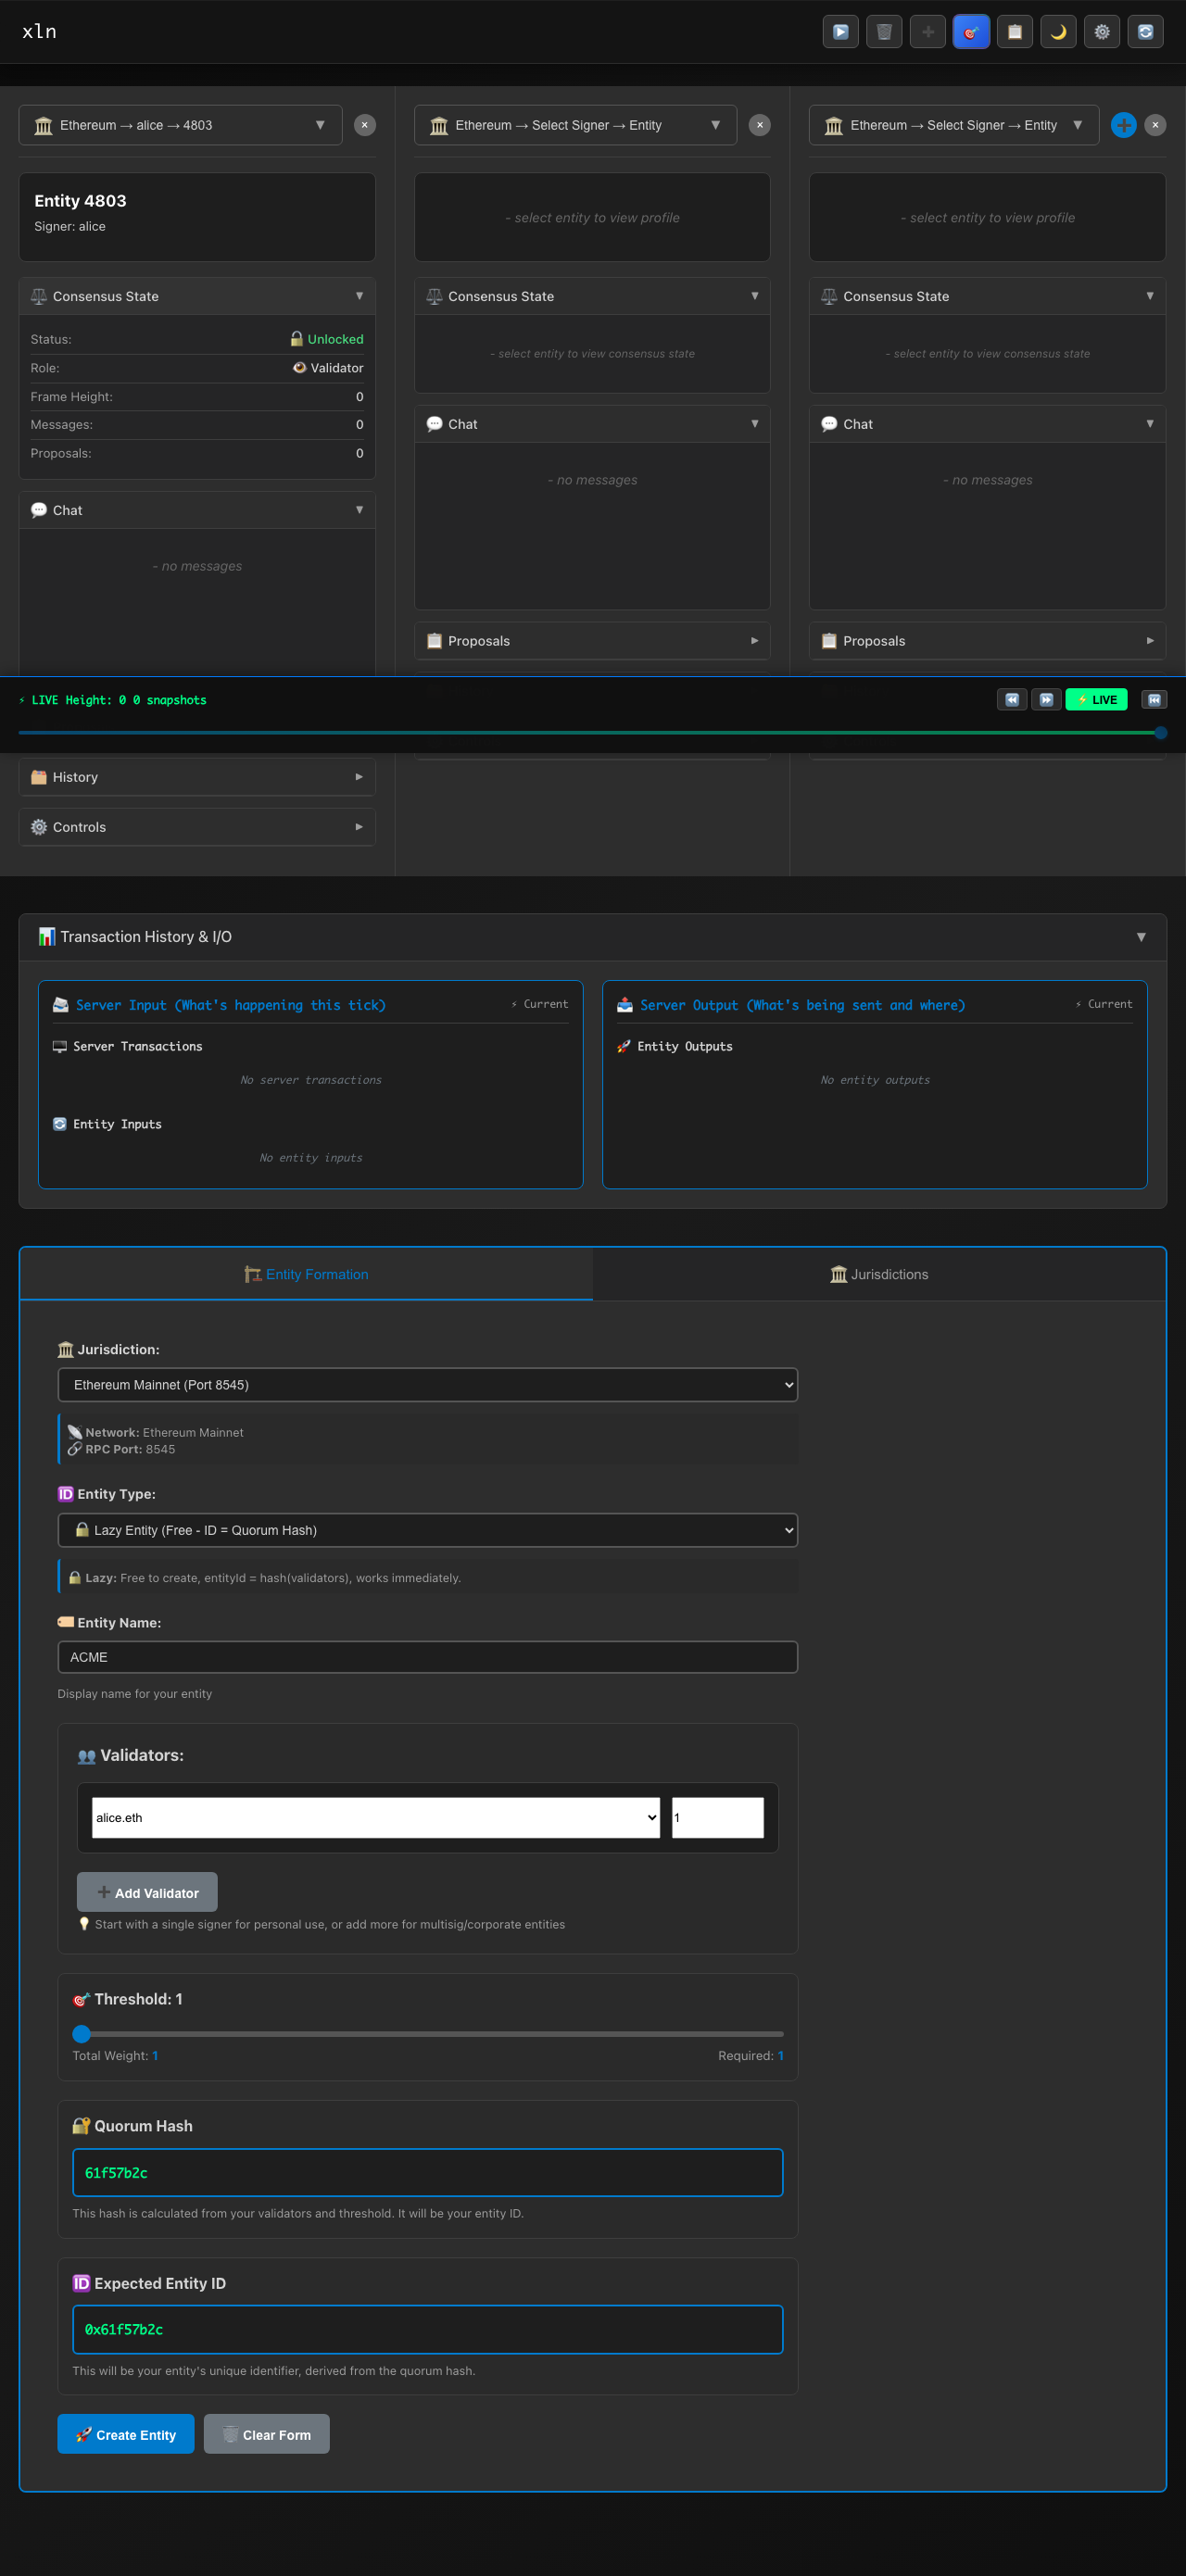 xln
Ethereum → alice → 4803
Entity 4803
Signer: alice
Consensus State
Status: Unlocked
Role: Validator
Frame Height: 0
Messages: 0
Proposals: 0
Chat
- no messages
Ethereum → Select Signer → Entity
- select entity to view profile
Consensus State
- select entity to view consensus state
Chat
- no messages
Proposals
Ethereum → Select Signer → Entity
- select entity to view profile
Consensus State
- select entity to view consensus state
Chat
- no messages
Proposals
LIVE Height: 0 0 snapshots
LIVE
History
Controls
Transaction History & I/O
Server Input (What's happening this tick)
Current
Server Transactions
No server transactions
Entity Inputs
No entity inputs
Server Output (What's being sent and where)
Current
Entity Outputs
No entity outputs
Entity Formation
Jurisdictions
Jurisdiction:
Ethereum Mainnet (Port 8545)
Network: Ethereum Mainnet
RPC Port: 8545
ID Entity Type:
Lazy Entity (Free - ID = Quorum Hash)
Lazy: Free to create, entityId = hash(validators), works immediately.
Entity Name:
ACME
Display name for your entity
Validators:
alice.eth
1
Add Validator
Start with a single signer for personal use, or add more for multisig/corporate entities
Threshold: 1
Total Weight: 1
Required: 1
Quorum Hash
61f57b2c
This hash is calculated from your validators and threshold. It will be your entity ID.
ID Expected Entity ID
0x61f57b2c
This will be your entity's unique identifier, derived from the quorum hash.
Create Entity
Clear Form